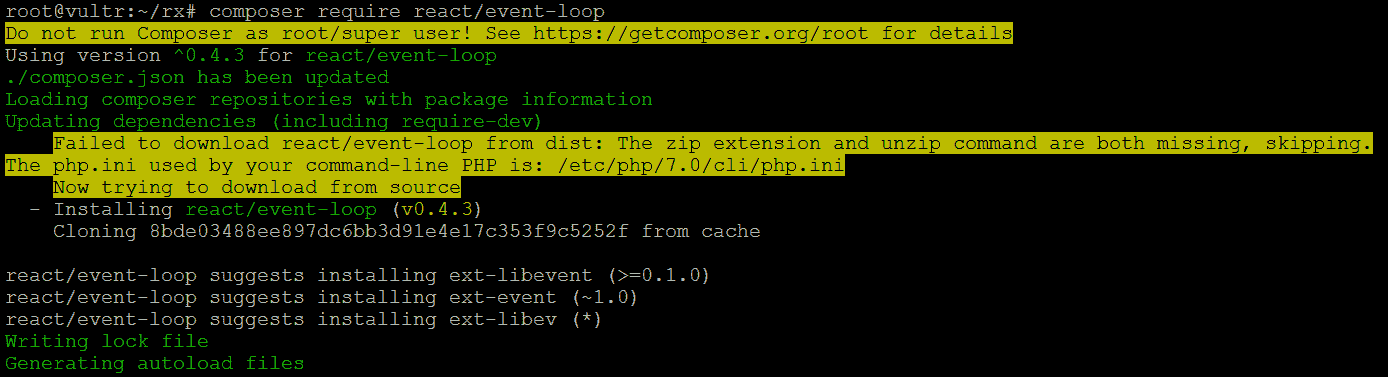 root@vultr:~/rx# composer require react/event-loop
Do not run Composer as root/super user! See https://getcomposer.org/root for details
Using version ^0.4.3 for react/event-loop
./composer.json has been updated
Loading composer repositories with package information
Updating dependencies (including require-dev)
    Failed to download react/event-loop from dist: The zip extension and unzip command are both missing, skipping.
The php.ini used by your command-line PHP is: /etc/php/7.0/cli/php.ini
    Now trying to download from source
  - Installing react/event-loop (v0.4.3)
    Cloning 8bde03488ee897dc6bb3d91e4e17c353f9c5252f from cache

react/event-loop suggests installing ext-libevent (>=0.1.0)
react/event-loop suggests installing ext-event (~1.0)
react/event-loop suggests installing ext-libev (*)
Writing lock file
Generating autoload files